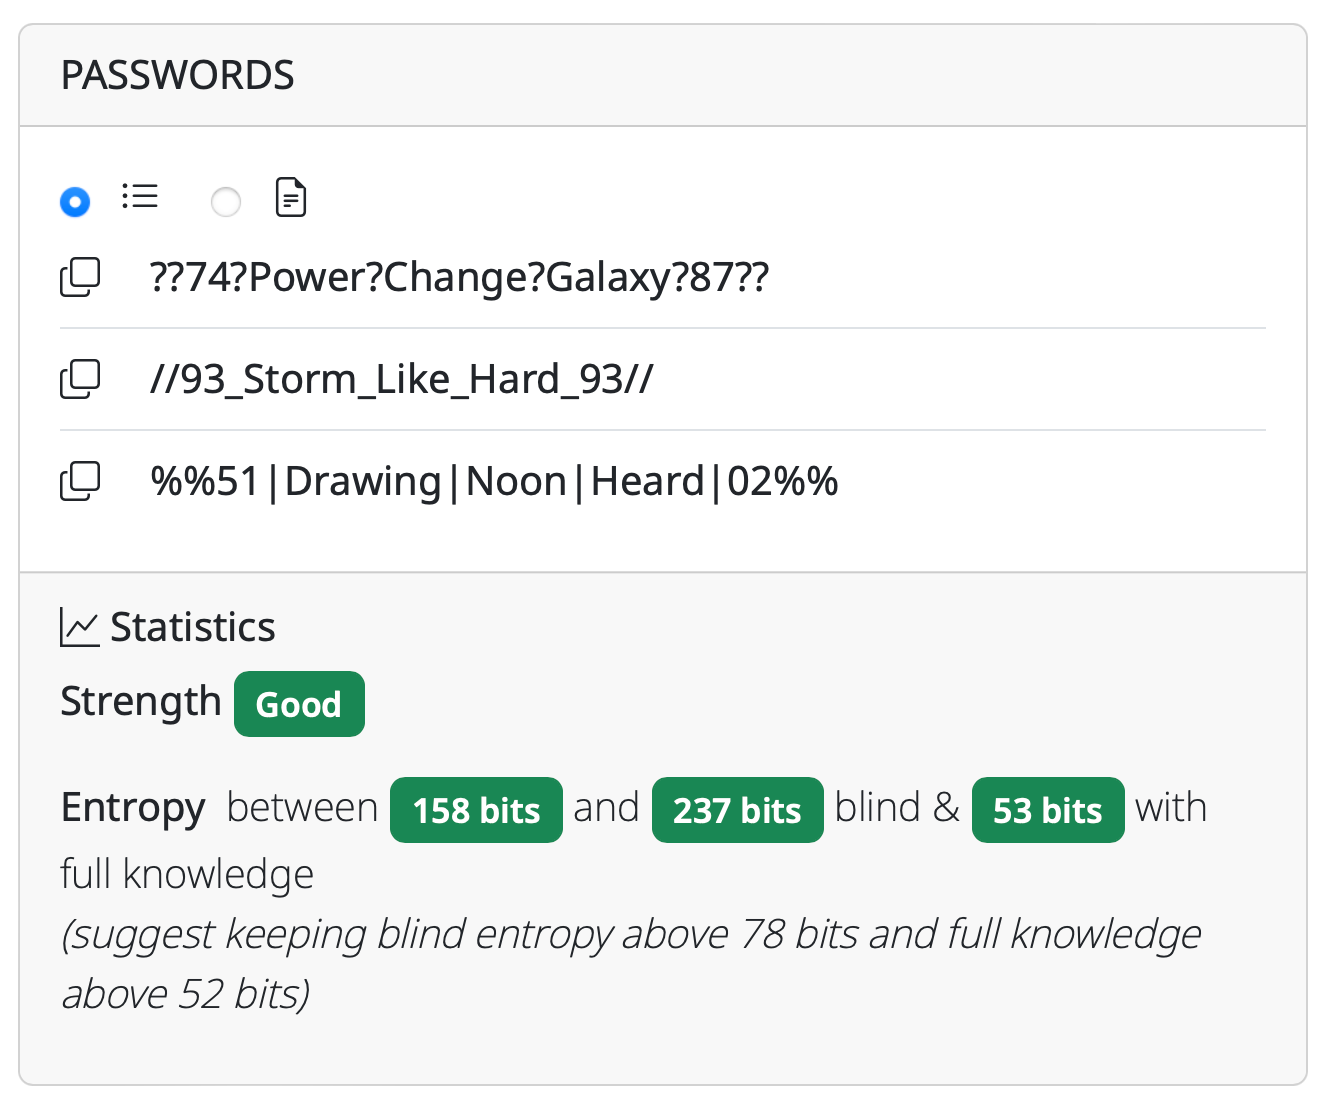 PASSWORDS
??74?Power?Change?Galaxy?87??
//93_Storm_Like_Hard_93//
%%51|Drawing|Noon|Heard|02%%
Statistics
Strength Good
Entropy between 158 bits and 237 bits blind & 53 bits with
full knowledge
(suggest keeping blind entropy above 78 bits and full knowledge
above 52 bits)